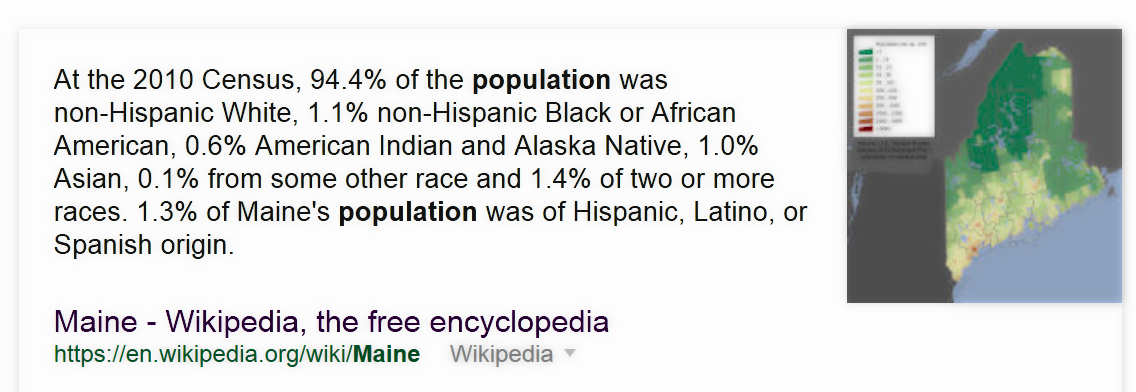 At the 2010 Census, 94.4% of the population was
non-Hispanic White, 1.1% non-Hispanic Black or African
American, 0.6% American Indian and Alaska Native, 1.0%
Asian, 0.1% from some other race and 1.4% of two or more
races. 1.3% of Maine's population was of Hispanic, Latino, or
Spanish origin.
Maine - Wikipedia, the free encyclopedia
https://en.wikipedia.org/wiki/Maine Wikipedia